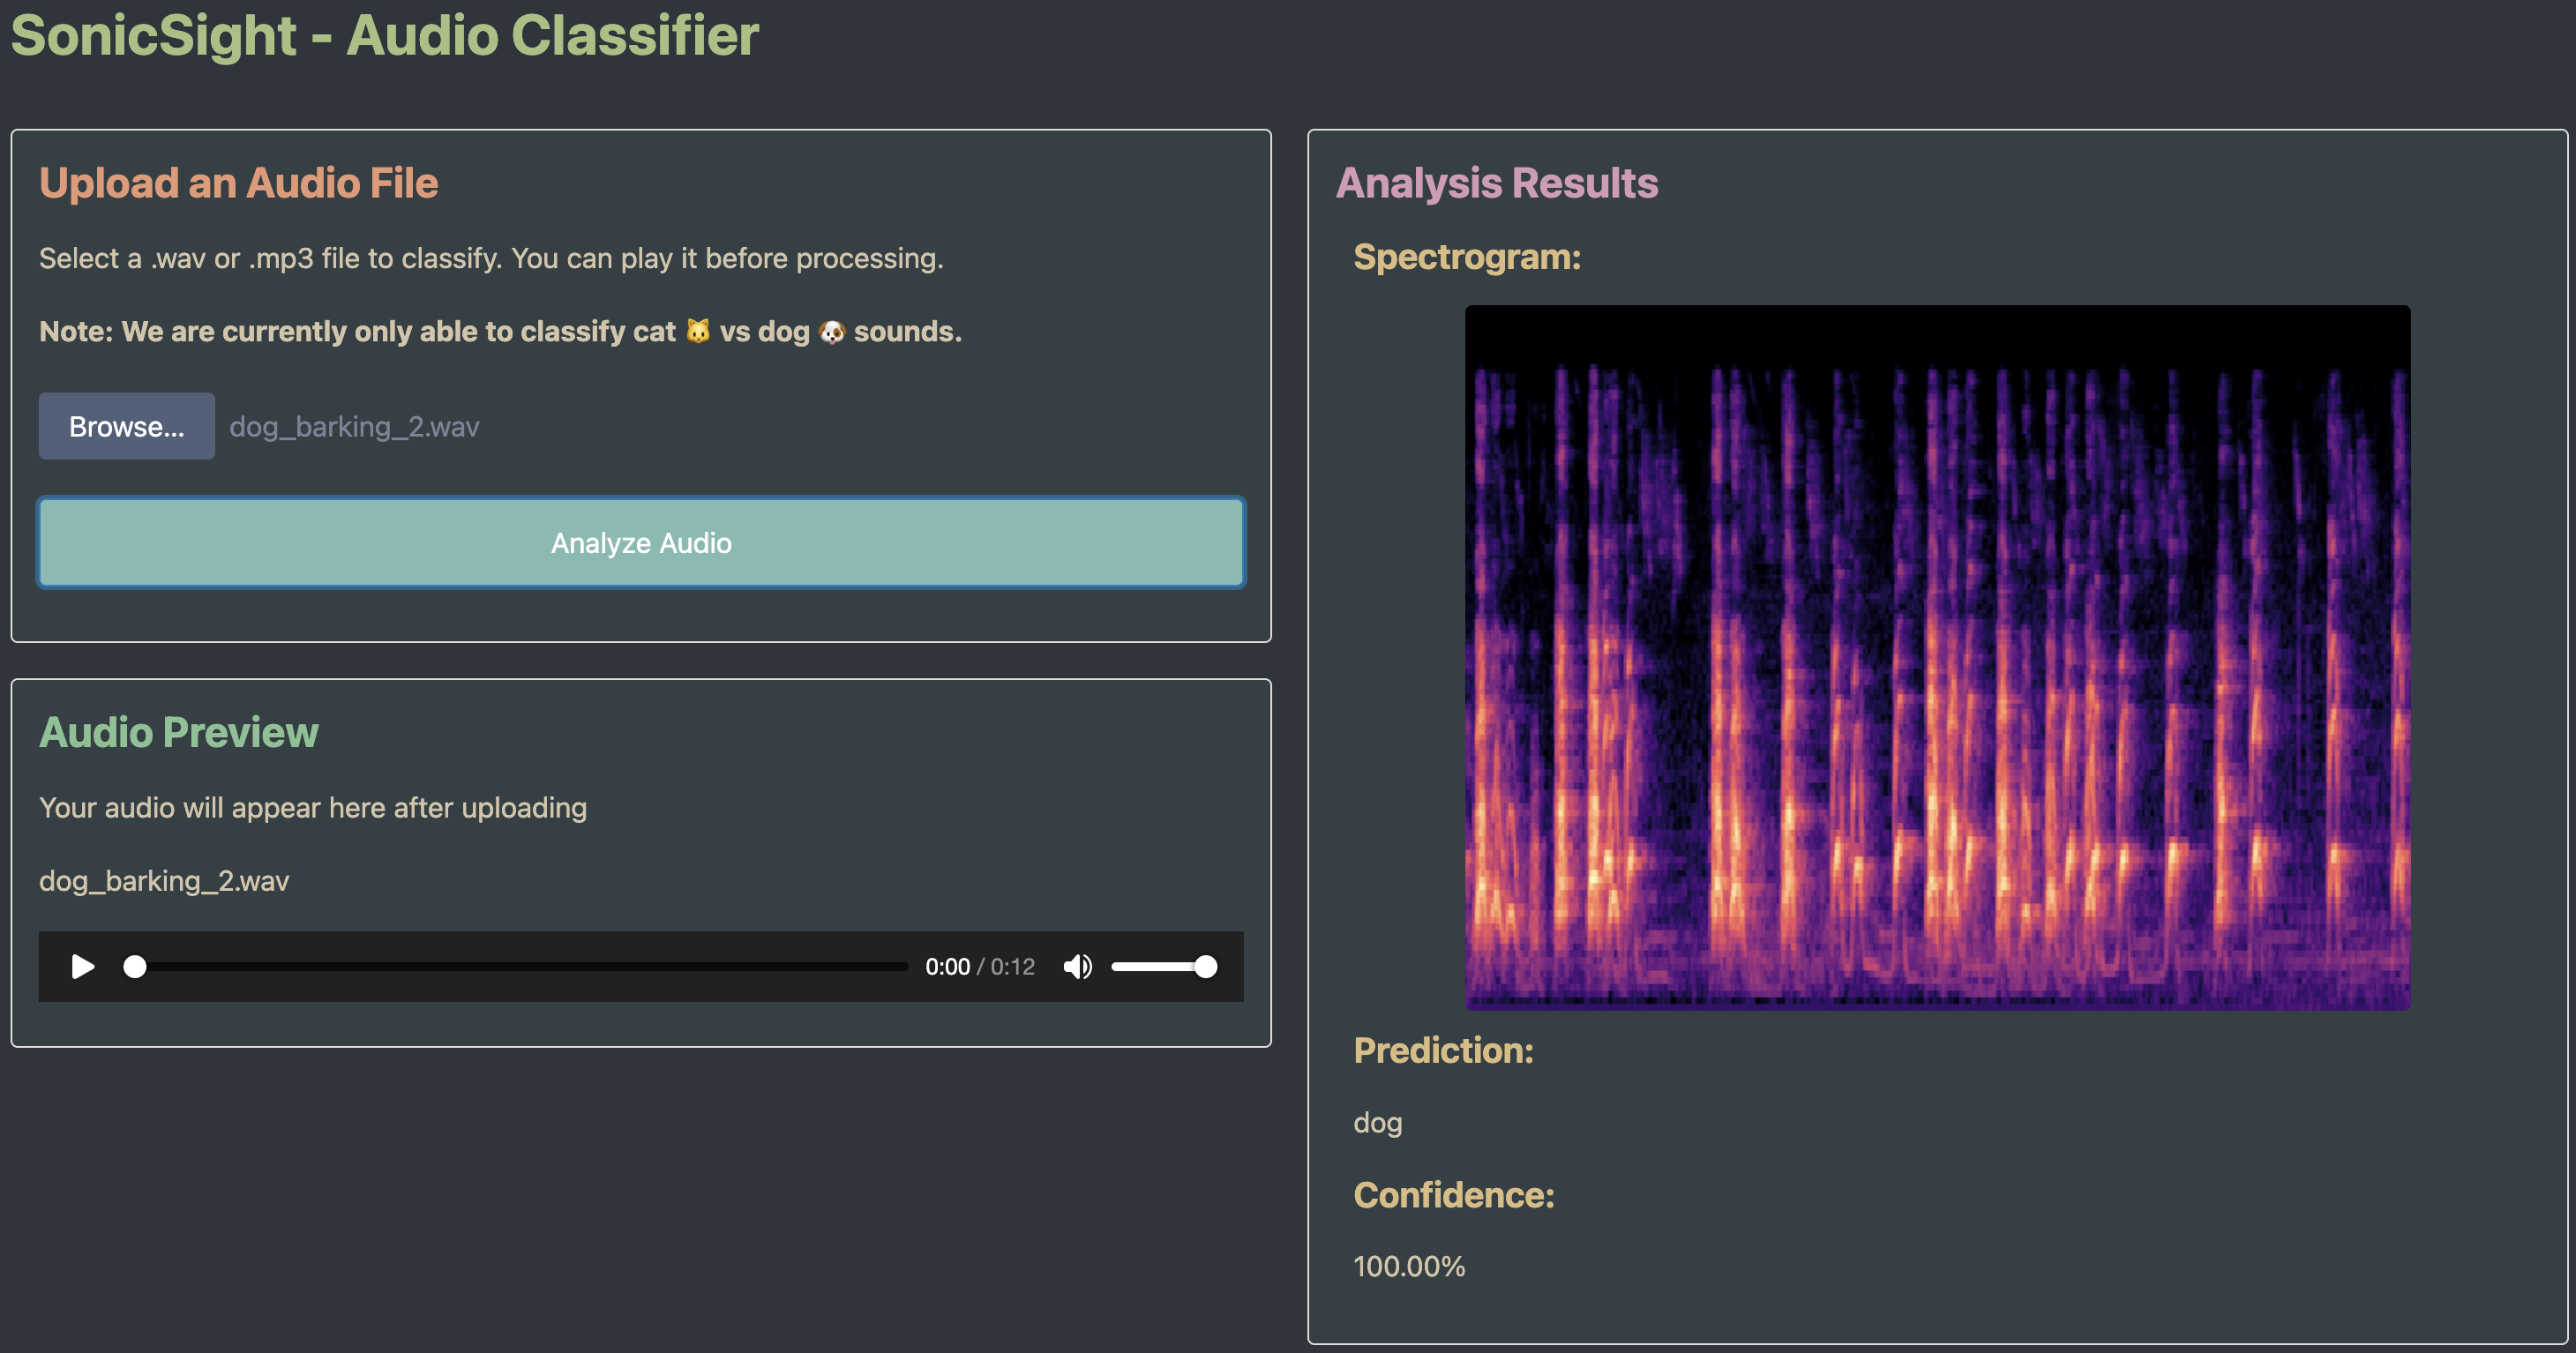 SonicSight - Audio Classifier
Upload an Audio File
Select a .wav or .mp3 file to classify. You can play it before processing.
Note: We are currently only able to classify cat 🐱 vs dog 🐶 sounds.
Browse... dog_barking_2.wav
Analyze Audio
Audio Preview
Your audio will appear here after uploading
dog_barking_2.wav
0:00 / 0:12
Analysis Results
Spectrogram:
Prediction:
dog
Confidence:
100.00%